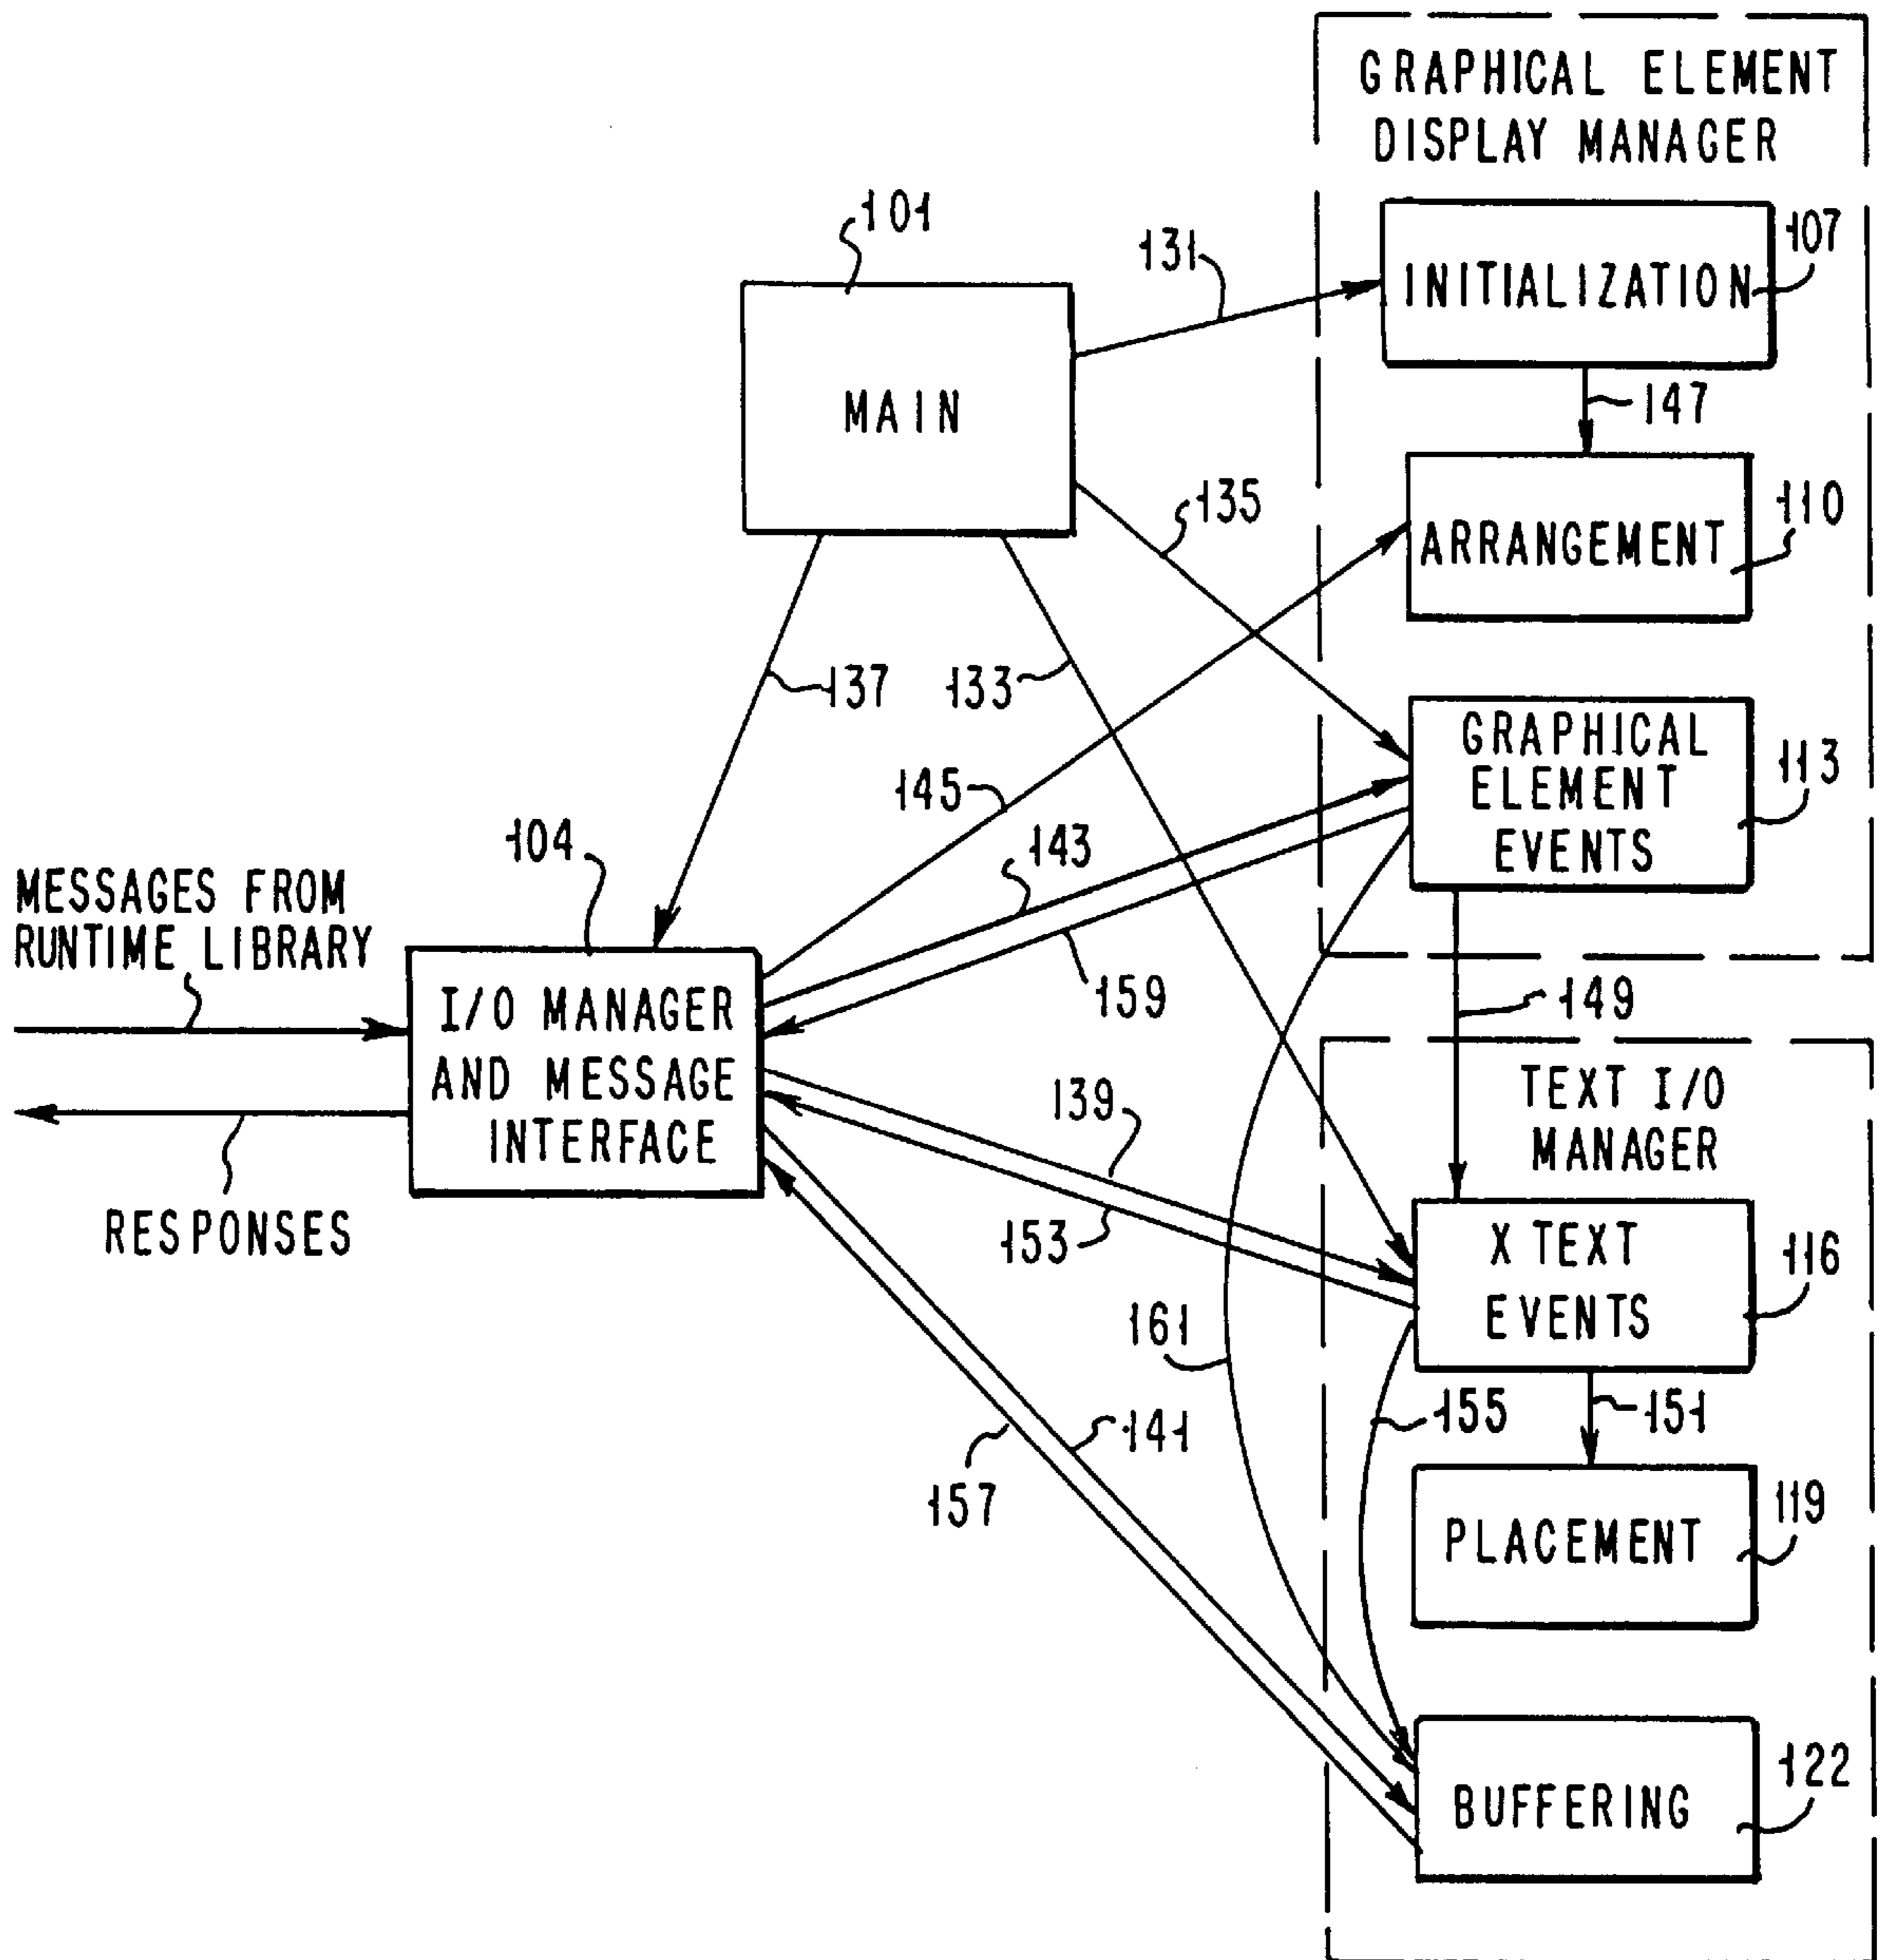 GRAPHICAL ELEMENT
DISPLAY MANAGER
101
131
107
INITIALIZATION
MAIN
147
135
110
ARRANGEMENT
137
133
GRAPHICAL
ELEMENT
EVENTS
113
145
104
143
MESSAGES FROM
RUNTIME LIBRARY
159
149
I/O MANAGER
AND MESSAGE
INTERFACE
TEXT I/O
MANAGER
139
RESPONSES
153
X TEXT
EVENTS
116
161
155
151
141
157
119
PLACEMENT
122
BUFFERING